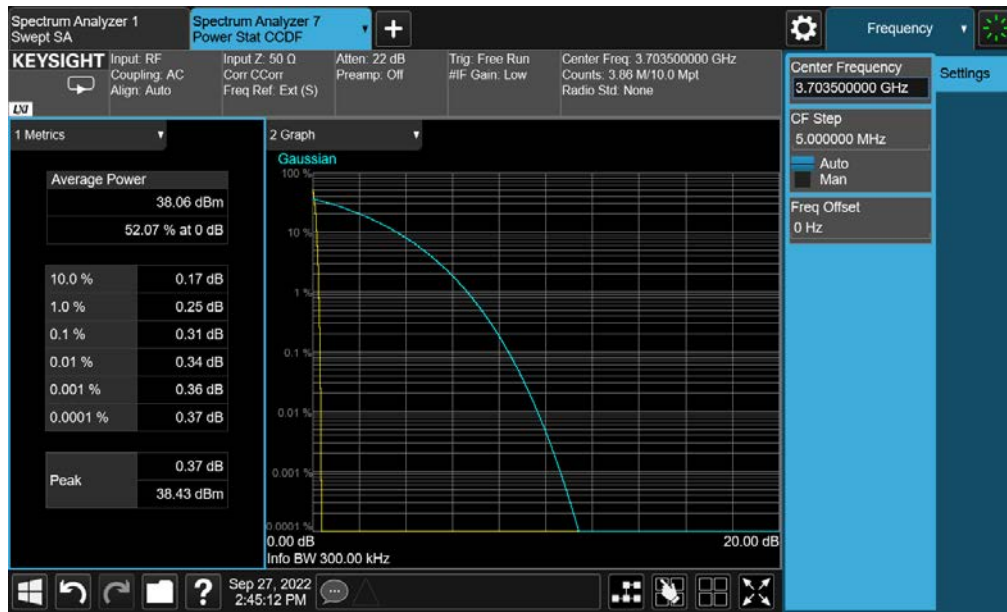 Spectrum Analyzer 1
Swept SA
Spectrum Analyzer 7
Power Stat CCDF
Frequency
KEYSIGHT
LXI
Input: RF
Coupling: AC
Align: Auto
Input Z: 50 Ω
Corr CCorr
Freq Ref: Ext (S)
Atten: 22 dB
Preamp: Off
Trig: Free Run
#IF Gain: Low
Center Freq: 3.703500000 GHz
Counts: 3.86 M/10.0 Mpt
Radio Std: None
Center Frequency
3.703500000 GHz
Settings
CF Step
5.000000 MHz
Auto
Man
Freq Offset
0 Hz
1 Metrics
Average Power
38.06 dBm
52.07 % at 0 dB
10.0 % 0.17 dB
1.0 % 0.25 dB
0.1 % 0.31 dB
0.01 % 0.34 dB
0.001 % 0.36 dB
0.0001 % 0.37 dB
Peak
0.37 dB
38.43 dBm
2 Graph
Gaussian
100 %
10 %
1 %
0.1 %
0.01 %
0.001 %
0.0001 %
0.00 dB
20.00 dB
Info BW 300.00 kHz
?
Sep 27, 2022
2:45:12 PM